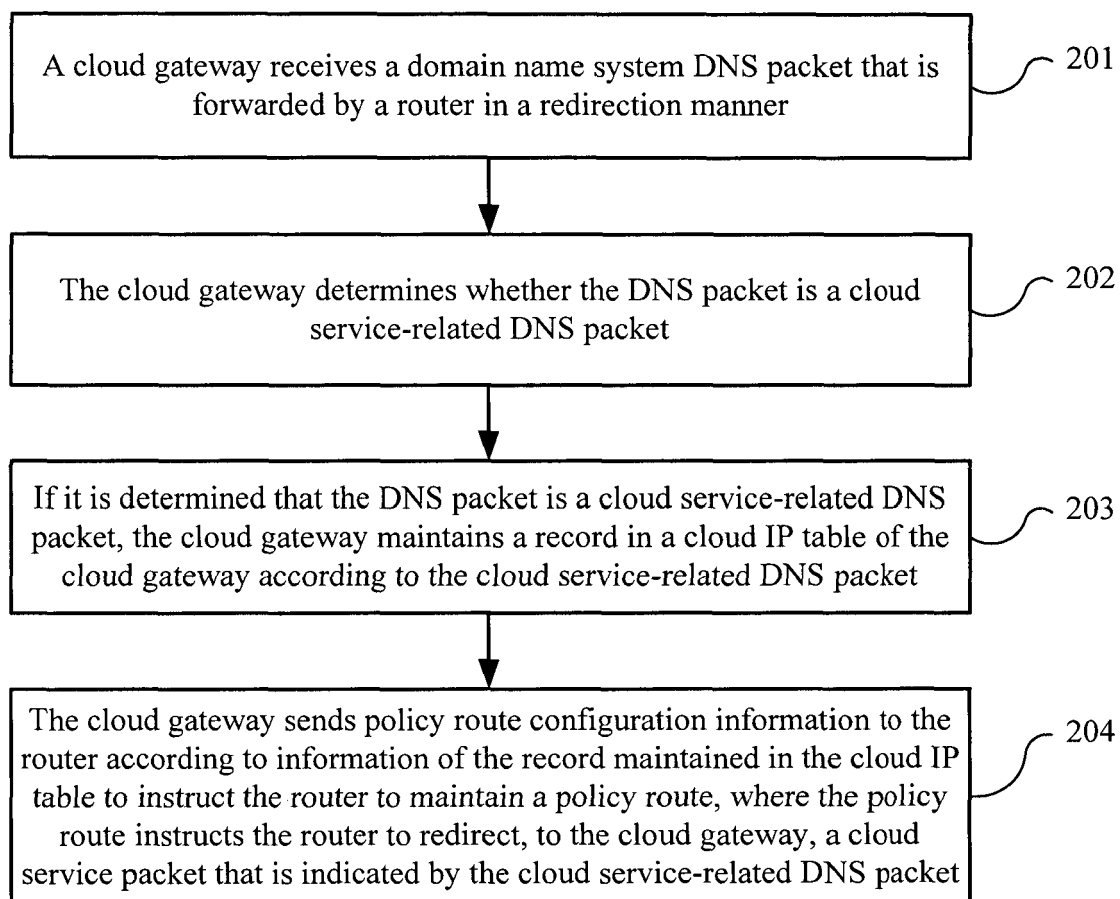 A cloud gateway receives a domain name system DNS packet that is
forwarded by a router in a redirection manner
201
The cloud gateway determines whether the DNS packet is a cloud
service-related DNS packet
202
If it is determined that the DNS packet is a cloud service-related DNS
packet, the cloud gateway maintains a record in a cloud IP table of the
cloud gateway according to the cloud service-related DNS packet
203
The cloud gateway sends policy route configuration information to the
router according to information of the record maintained in the cloud IP
table to instruct the router to maintain a policy route, where the policy
route instructs the router to redirect, to the cloud gateway, a cloud
service packet that is indicated by the cloud service-related DNS packet
204